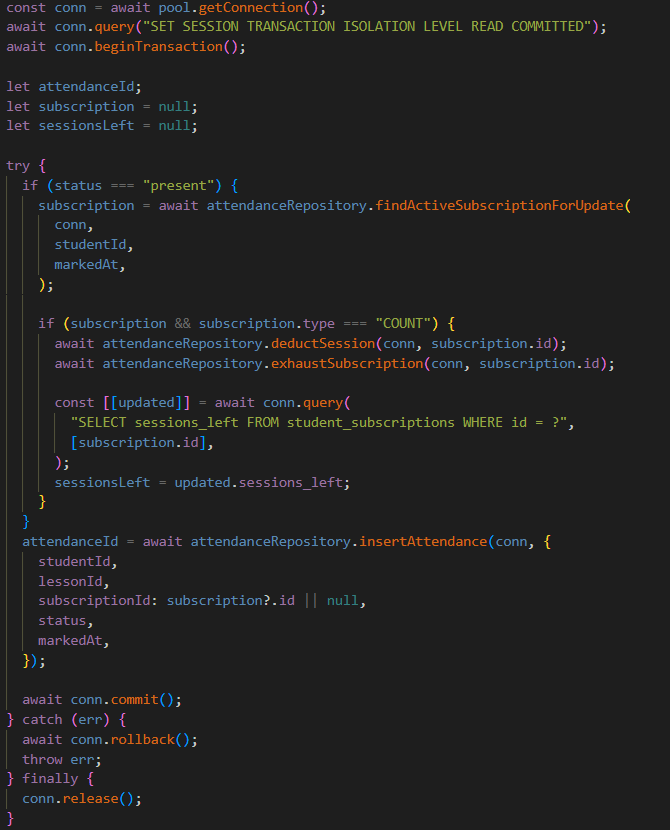 const conn = await pool.getConnection();
await conn.query("SET SESSION TRANSACTION ISOLATION LEVEL READ COMMITTED");
await conn.beginTransaction();

let attendanceId;
let subscription = null;
let sessionsLeft = null;

try {
  if (status === "present") {
    subscription = await attendanceRepository.findActiveSubscriptionForUpdate(
      conn,
      studentId,
      markedAt,
    );

    if (subscription && subscription.type === "COUNT") {
      await attendanceRepository.deductSession(conn, subscription.id);
      await attendanceRepository.exhaustSubscription(conn, subscription.id);

      const [[updated]] = await conn.query(
        "SELECT sessions_left FROM student_subscriptions WHERE id = ?",
        [subscription.id],
      );
      sessionsLeft = updated.sessions_left;
    }
  }
  attendanceId = await attendanceRepository.insertAttendance(conn, {
    studentId,
    lessonId,
    subscriptionId: subscription?.id || null,
    status,
    markedAt,
  });

  await conn.commit();
} catch (err) {
  await conn.rollback();
  throw err;
} finally {
  conn.release();
}